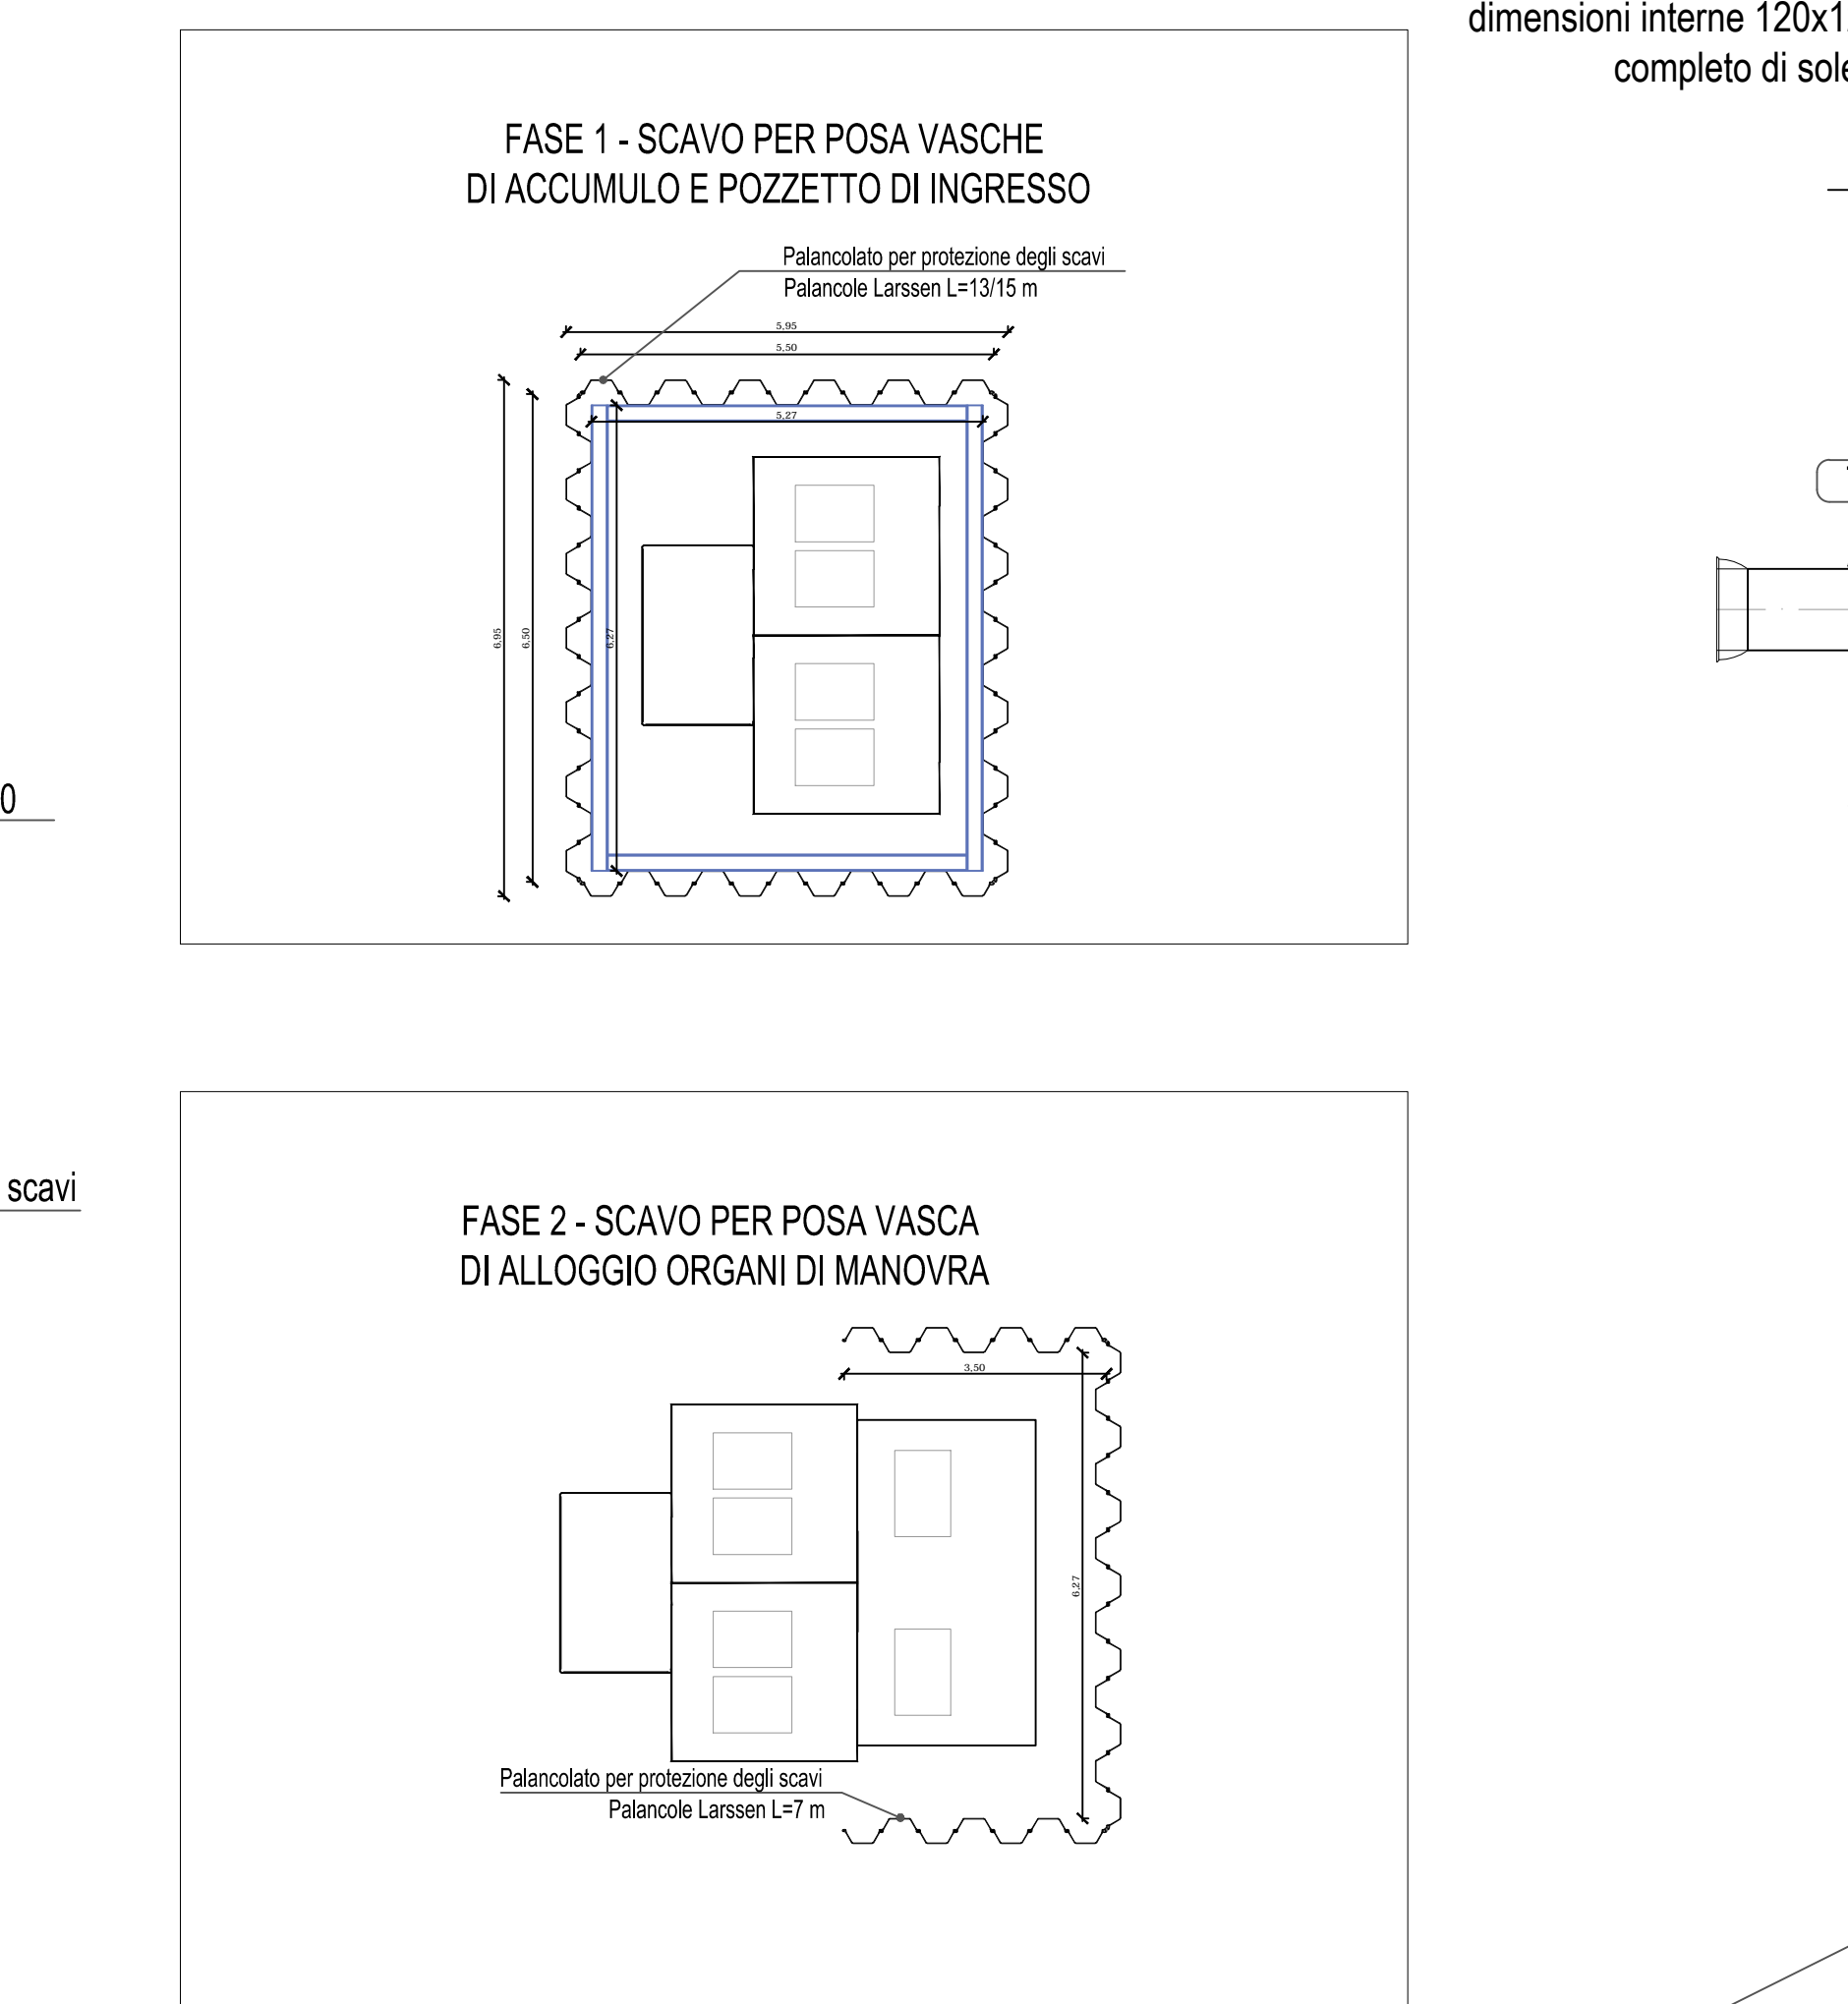 dimensioni interne 120x1
completo di sole
FASE 1 - SCAVO PER POSA VASCHE
DI ACCUMULO E POZZETTO DI INGRESSO
Palancolato per protezione degli scavi
Palancole Larssen L=13/15 m
5,95
5,50
5,27
6,95
6,50
6,27
0
scavi
FASE 2 - SCAVO PER POSA VASCA
DI ALLOGGIO ORGANI DI MANOVRA
3,50
6,27
Palancolato per protezione degli scavi
Palancole Larssen L=7 m